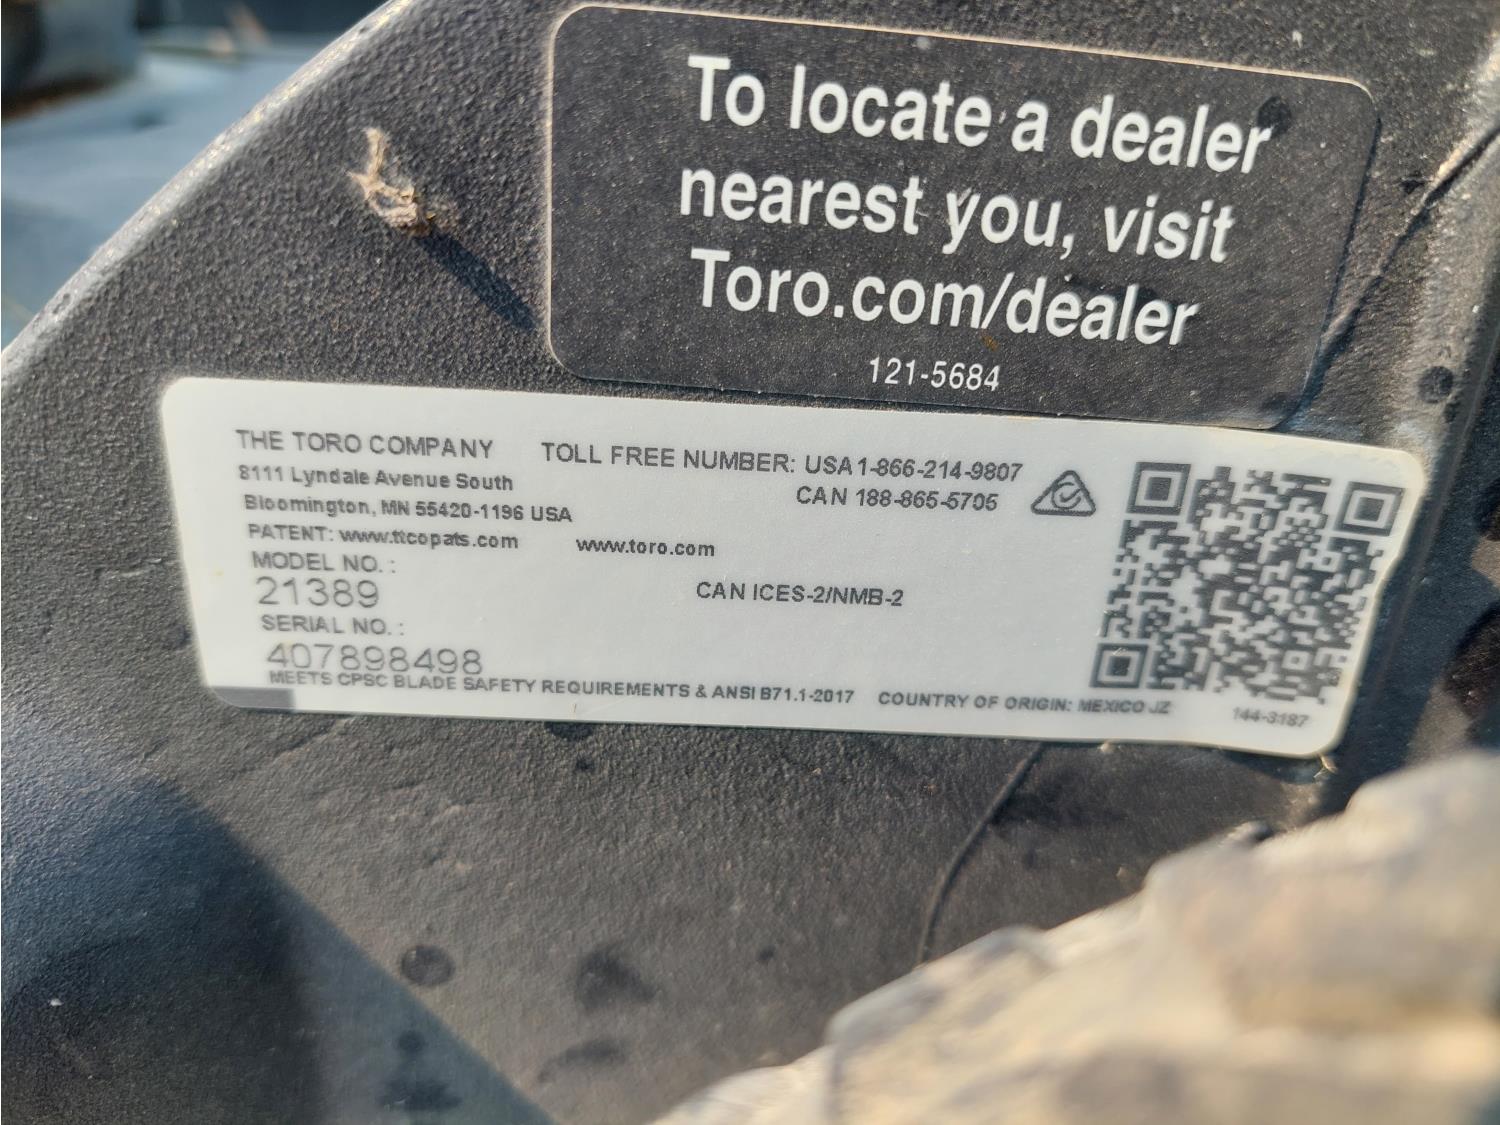 To locate a dealer
nearest you, visit
Toro.com/dealer
121-5684
THE TORO COMPANY
8111 Lyndale Avenue South
Bloomington, MN 55420-1196 USA
PATENT: www.ttcopats.com
www.toro.com
TOLL FREE NUMBER: USA 1-866-214-9807
CAN 188-865-5705
MODEL NO. :
21389
CAN ICES-2/NMB-2
SERIAL NO. :
407898498
MEETS CPSC BLADE SAFETY REQUIREMENTS & ANSI B71.1-2017
COUNTRY OF ORIGIN: MEXICO JZ
144-3187